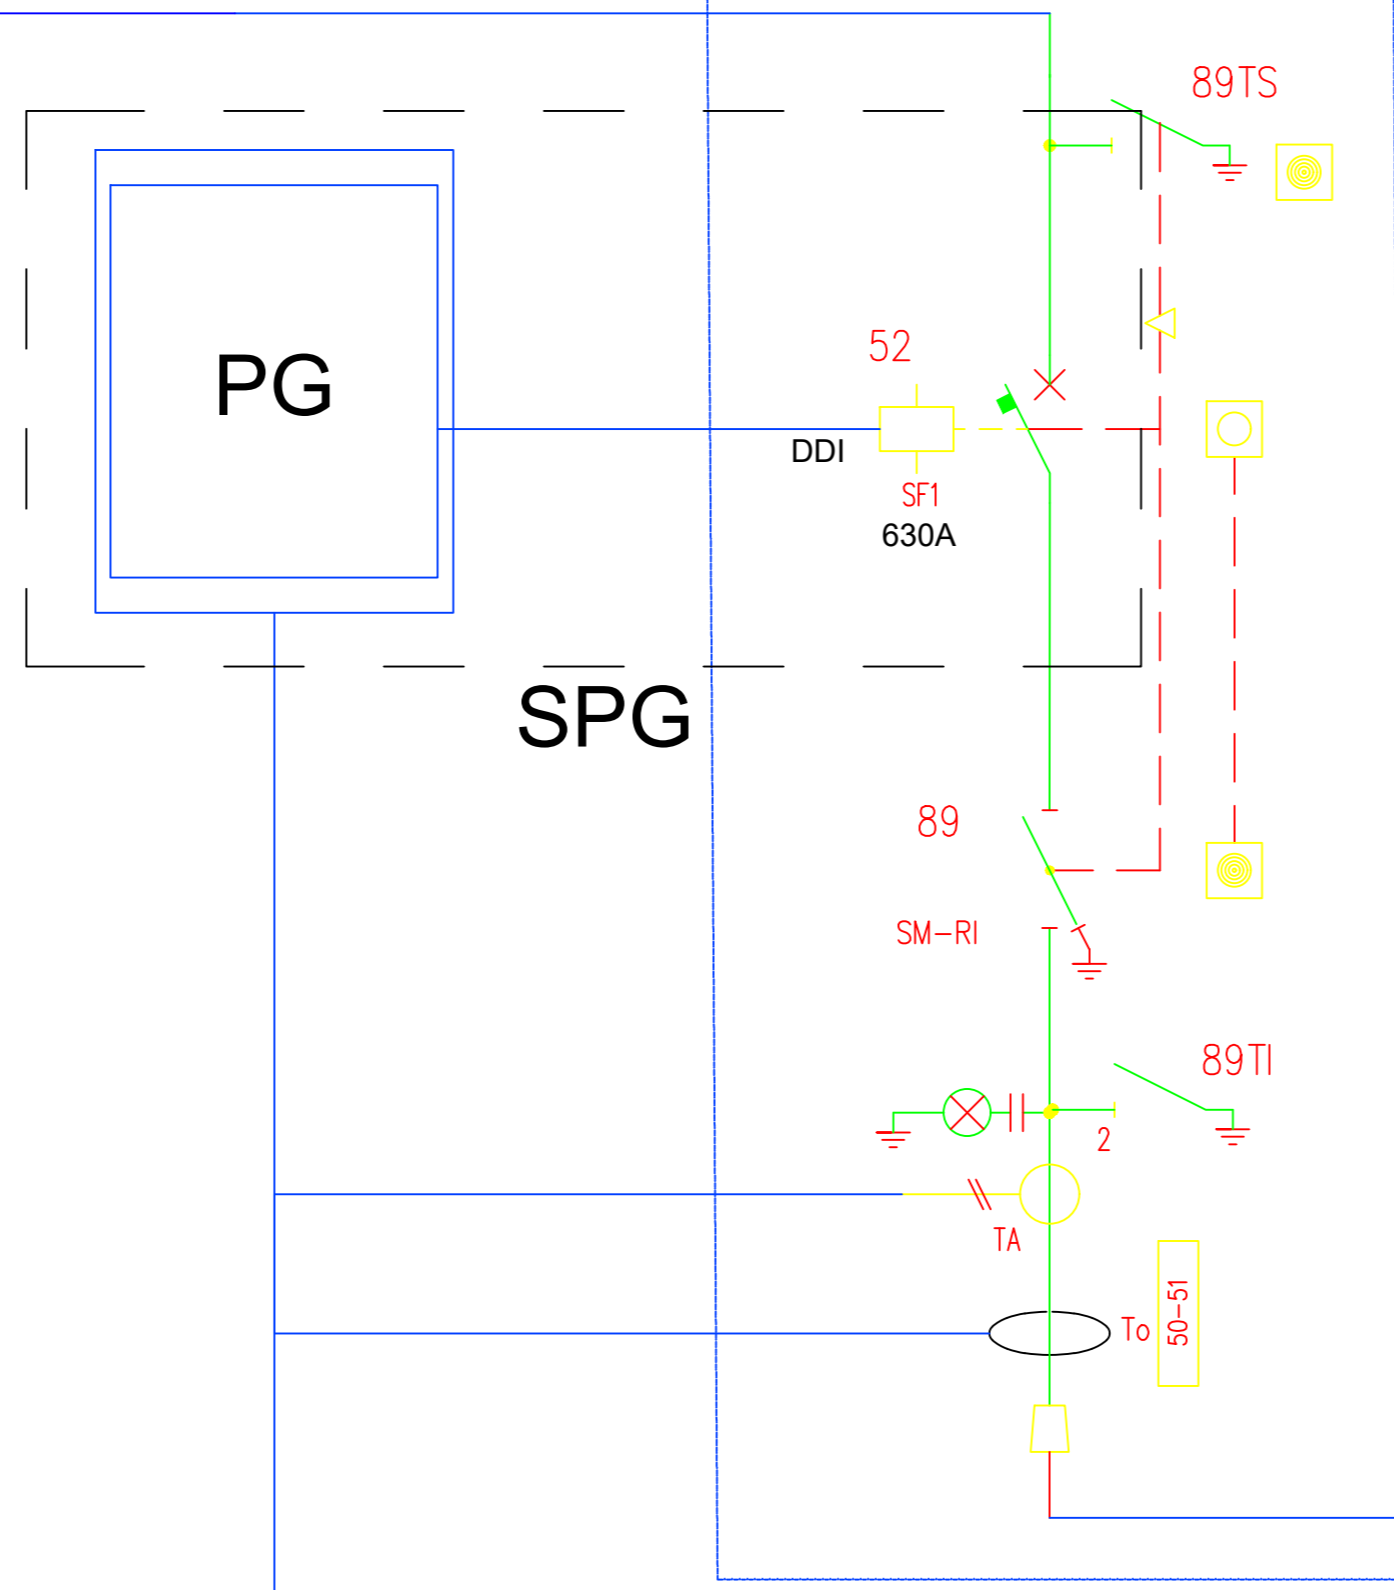 89TS
52
PG
DDI
SF1
630A
SPG
89
SM-RI
89TI
2
TA
To
50-51